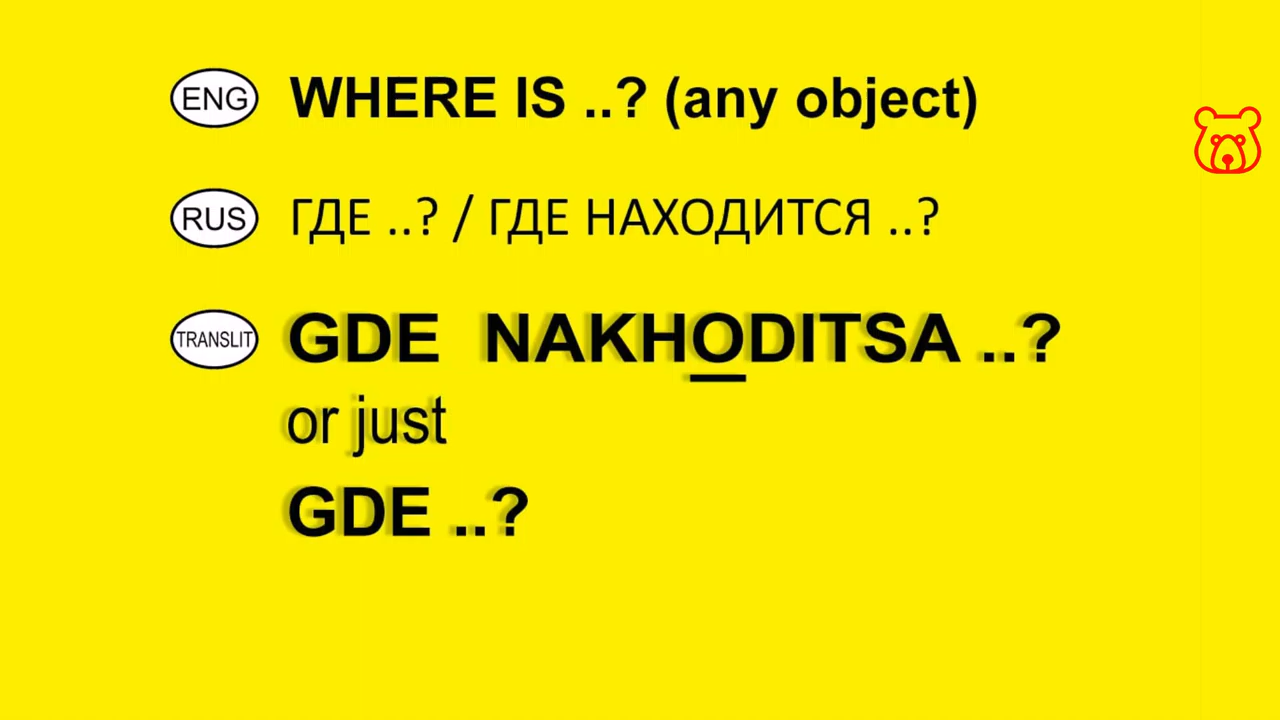 ENG WHERE IS ..? (any object)
RUS ГДЕ ..? / ГДЕ НАХОДИТСЯ ..?
TRANSLIT GDE NAKHODITSA ..?
or just
GDE ..?